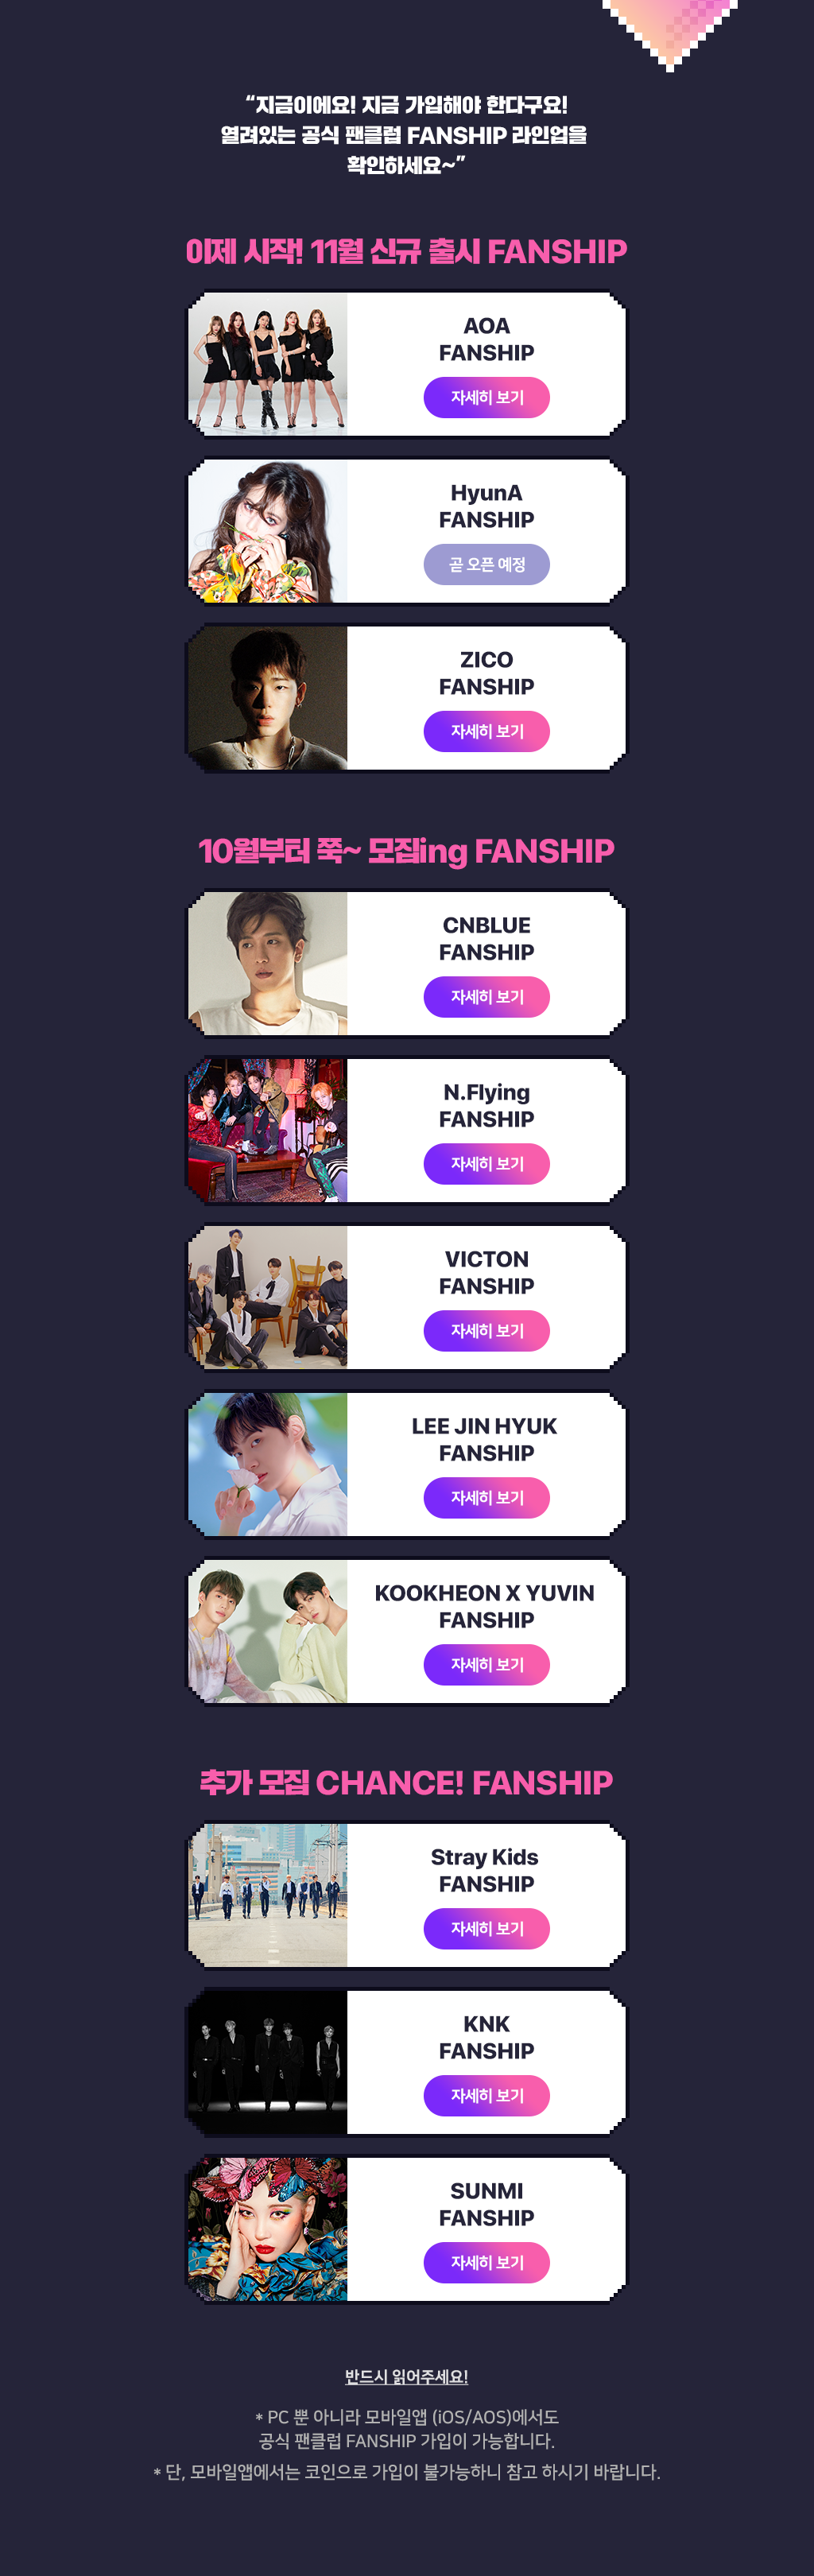 “지금이에요! 지금 가입해야 한다구요!
열려있는 공식 팬클럽 FANSHIP 라인업을
확인하세요~”
이제 시작! 11월 신규 출시 FANSHIP
AOA
FANSHIP
자세히 보기
HyunA
FANSHIP
곧 오픈 예정
ZICO
FANSHIP
자세히 보기
10월부터 쭉~ 모집ing FANSHIP
CNBLUE
FANSHIP
자세히 보기
N.Flying
FANSHIP
자세히 보기
VICTON
FANSHIP
자세히 보기
LEE JIN HYUK
FANSHIP
자세히 보기
KOOKHEON X YUVIN
FANSHIP
자세히 보기
추가 모집 CHANCE! FANSHIP
Stray Kids
FANSHIP
자세히 보기
KNK
FANSHIP
자세히 보기
SUNMI
FANSHIP
자세히 보기
반드시 읽어주세요!
* PC 뿐 아니라 모바일앱 (iOS/AOS)에서도
공식 팬클럽 FANSHIP 가입이 가능합니다.
* 단, 모바일앱에서는 코인으로 가입이 불가능하니 참고 하시기 바랍니다.